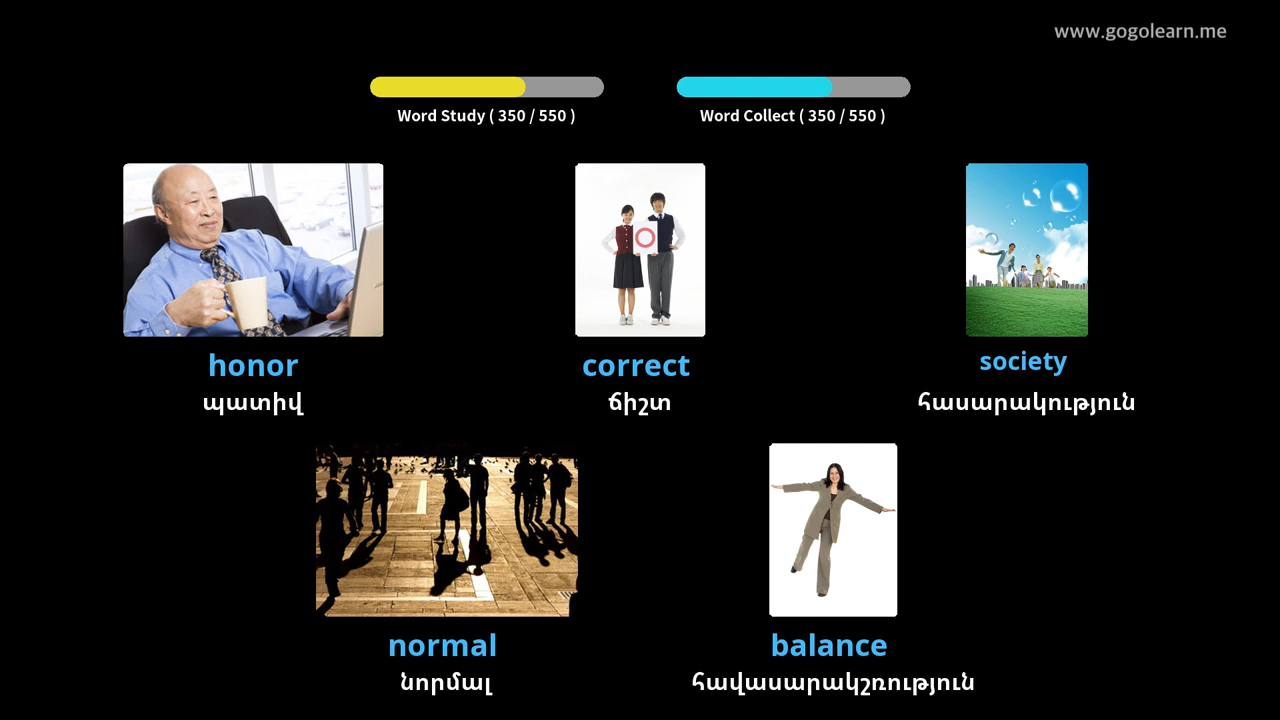 www.gogolearn.me
Word Study ( 350 / 550 )
Word Collect ( 350 / 550 )
honor
պատիվ
correct
ճիշտ
society
հասարակություն
normal
նորմալ
balance
հավասարակշռություն